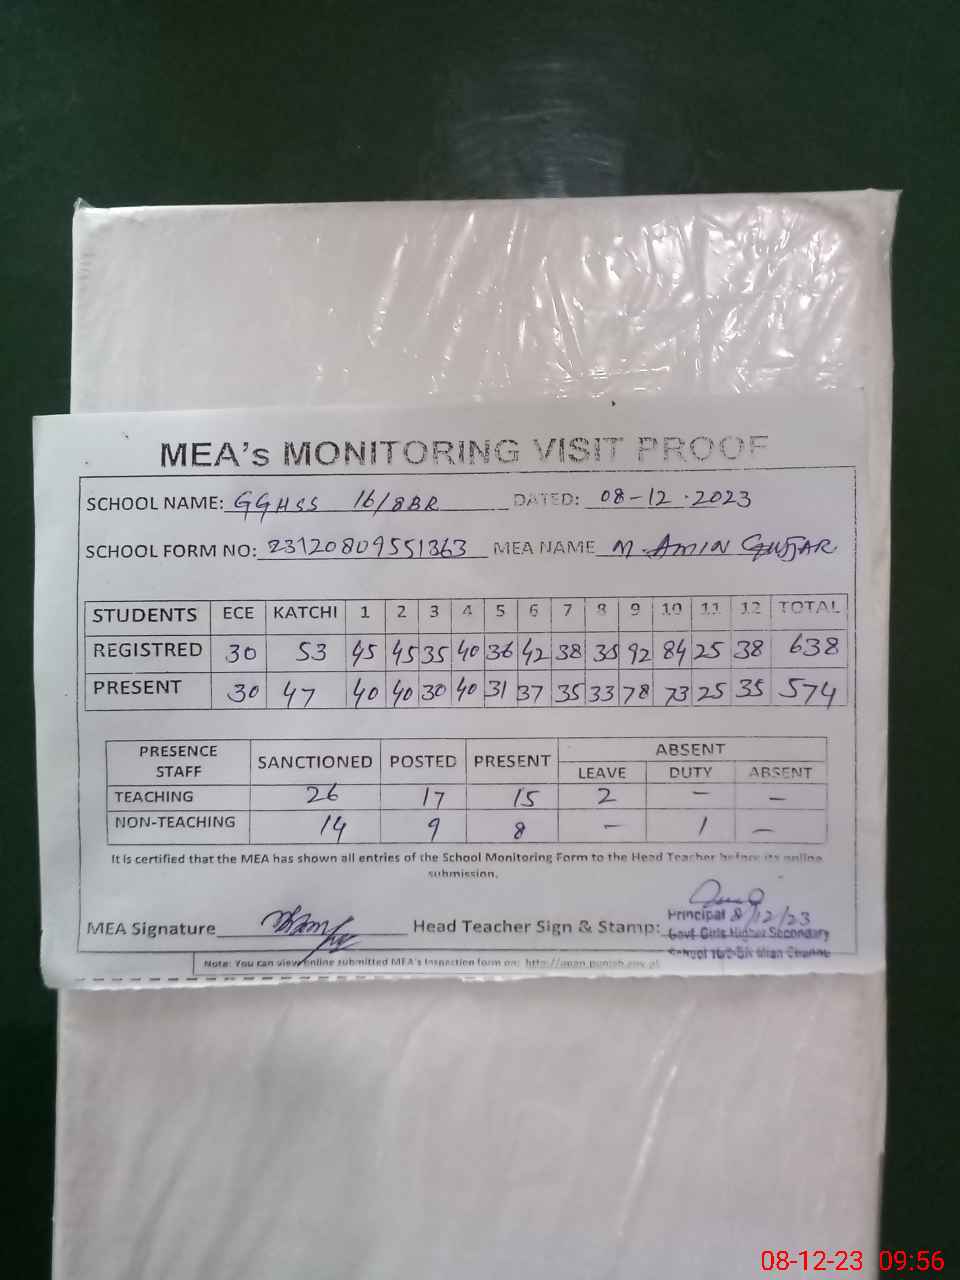 MEA's MONITORING VISIT PROOF
SCHOOL NAME: GGHSS 16/8BR DATED: 08-12-2023
SCHOOL FORM NO: 23120809551363 MEA NAME M. AMIN GUJJAR
STUDENTS ECE KATCHI 1 2 3 4 5 6 7 8 9 10 11 12 TOTAL
REGISTRED 30 53 45 45 35 40 36 42 38 35 92 84 25 38 638
PRESENT 30 47 40 40 30 40 31 37 35 33 78 73 25 35 574
PRESENCE STAFF SANCTIONED POSTED PRESENT ABSENT
LEAVE DUTY ABSENT
TEACHING 26 17 15 2 - -
NON-TEACHING 14 9 8 - 1 -
It is certified that the MEA has shown all entries of the School Monitoring Form to the Head Teacher before its online
submission.
MEA Signature Head Teacher Sign & Stamp:
Principal 8/12/23
Govt Girls Higher Secondary
School Mian Channu
Note: You can view online submitted MEA's Inspection form on: http://
08-12-23 09:56